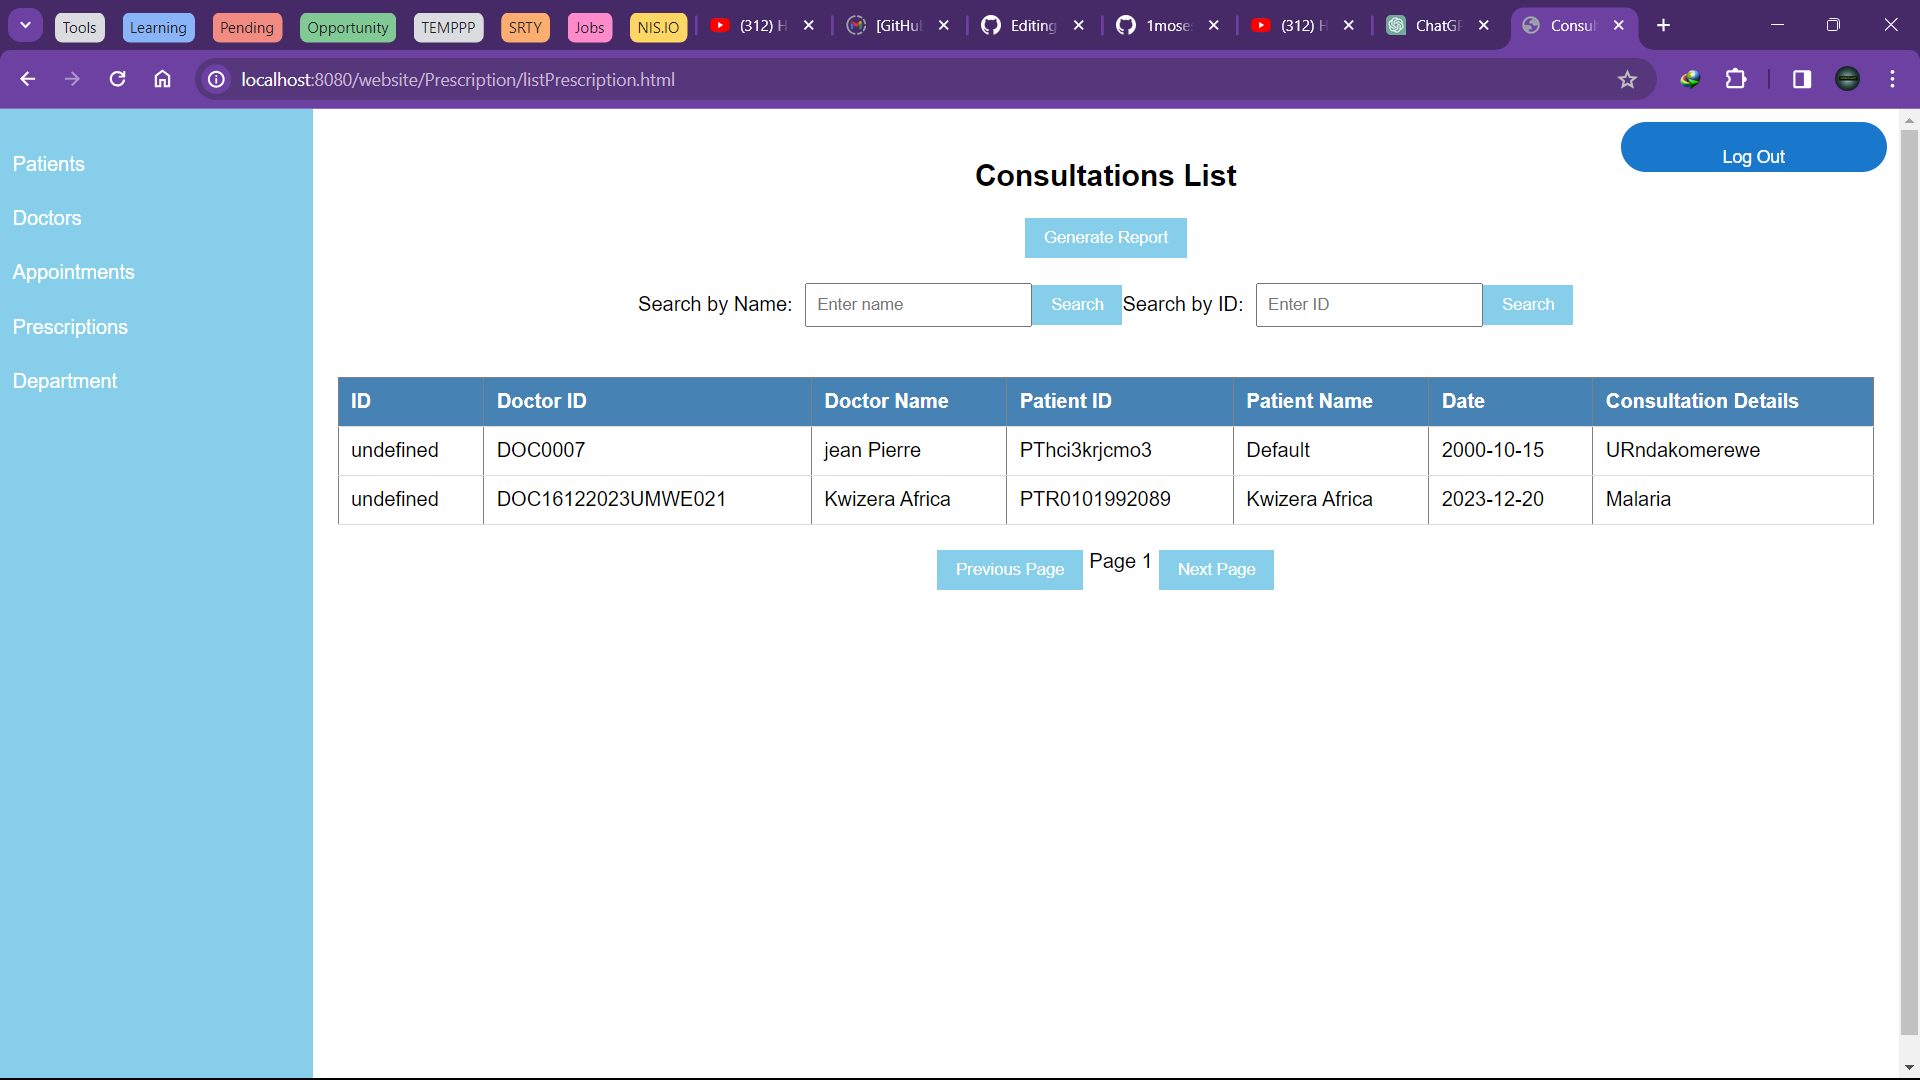 Tools Learning Pending Opportunity TEMPPP SRTY Jobs NIS.IO (312) H [GitHu Editing 1mose (312) H ChatGP Consul
localhost:8080/website/Prescription/listPrescription.html
Log Out
Patients
Doctors
Appointments
Prescriptions
Department
Consultations List
Generate Report
Search by Name: Enter name Search Search by ID: Enter ID Search
ID Doctor ID Doctor Name Patient ID Patient Name Date Consultation Details
undefined DOC0007 jean Pierre PThci3krjcmo3 Default 2000-10-15 URndakomerewe
undefined DOC16122023UMWE021 Kwizera Africa PTR0101992089 Kwizera Africa 2023-12-20 Malaria
Previous Page Page 1 Next Page